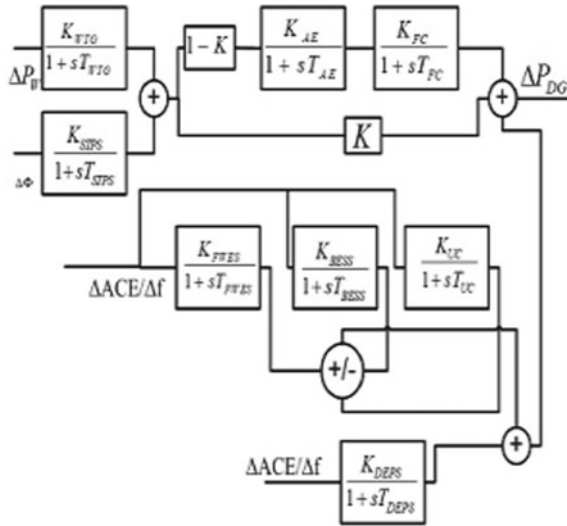 K_WTG / 1+sT_WTG
ΔP_W
+
K_STPS / 1+sT_STPS
ΔΦ
1−K
K_AE / 1+sT_AE
K_FC / 1+sT_FC
+
ΔP_DG
K
ΔACE/Δf
K_FWES / 1+sT_FWES
K_BESS / 1+sT_BESS
K_UC / 1+sT_UC
+/-
+
ΔACE/Δf
K_DEPS / 1+sT_DEPS